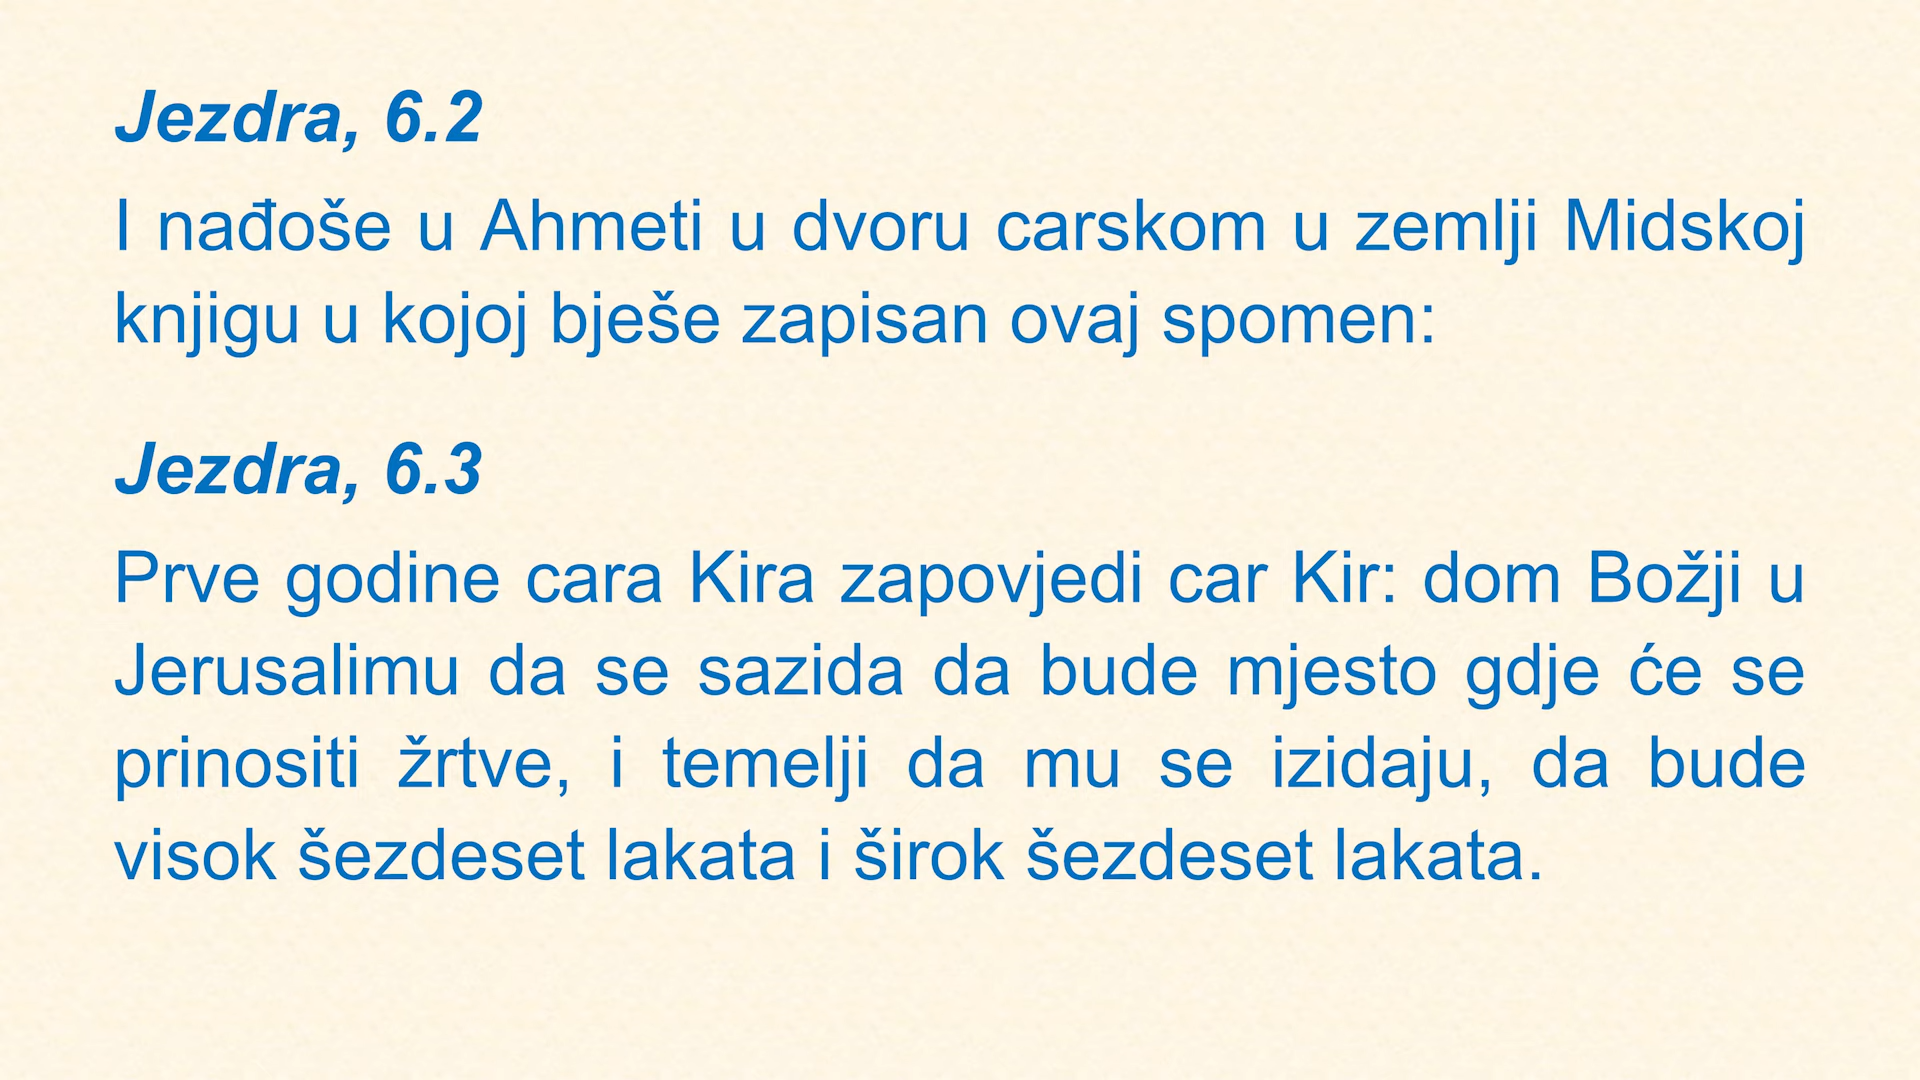 Jezdra, 6.2
I nađoše u Ahmeti u dvoru carskom u zemlji Midskoj
knjigu u kojoj bješe zapisan ovaj spomen:
Jezdra, 6.3
Prve godine cara Kira zapovjedi car Kir: dom Božji u
Jerusalimu da se sazida da bude mjesto gdje će se
prinositi žrtve, i temelji da mu se izidaju, da bude
visok šezdeset lakata i širok šezdeset lakata.